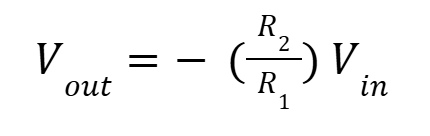 V_out = − (R_2/R_1) V_in